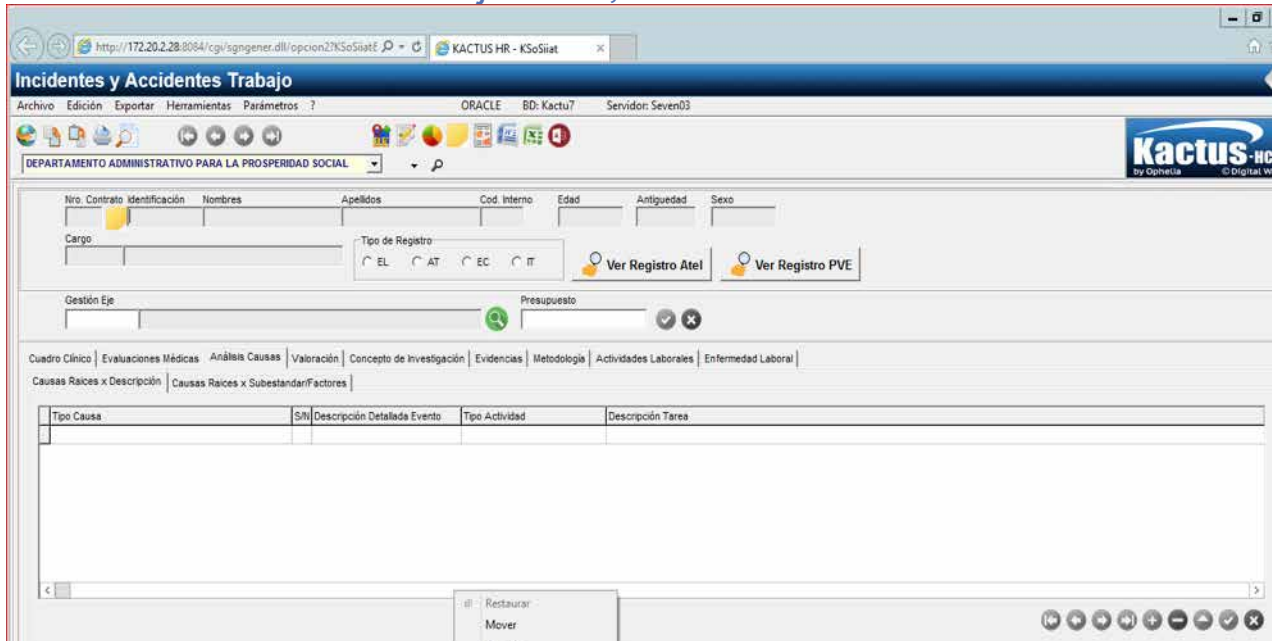 http://172.20.2.28:8084/cgi/sgngener.dll/opcion2?KSoSiiatE
KACTUS HR - KSoSiiat
Incidentes y Accidentes Trabajo
Archivo Edición Exportar Herramientas Parámetros ? ORACLE BD: Kactu7 Servidor: Seven03
DEPARTAMENTO ADMINISTRATIVO PARA LA PROSPERIDAD SOCIAL
Kactus-HC
by Ophelia © Digital W
Nro. Contrato Identificación Nombres Apellidos Cod. Interno Edad Antiguedad Sexo
Cargo Tipo de Registro
EL AT EC IT Ver Registro Atel Ver Registro PVE
Gestión Eje Presupuesto
Cuadro Clínico Evaluaciones Médicas Análisis Causas Valoración Concepto de Investigación Evidencias Metodología Actividades Laborales Enfermedad Laboral
Causas Raices x Descripción Causas Raices x Subestandar/Factores
Tipo Causa S/N Descripción Detallada Evento Tipo Actividad Descripción Tarea
Restaurar
Mover